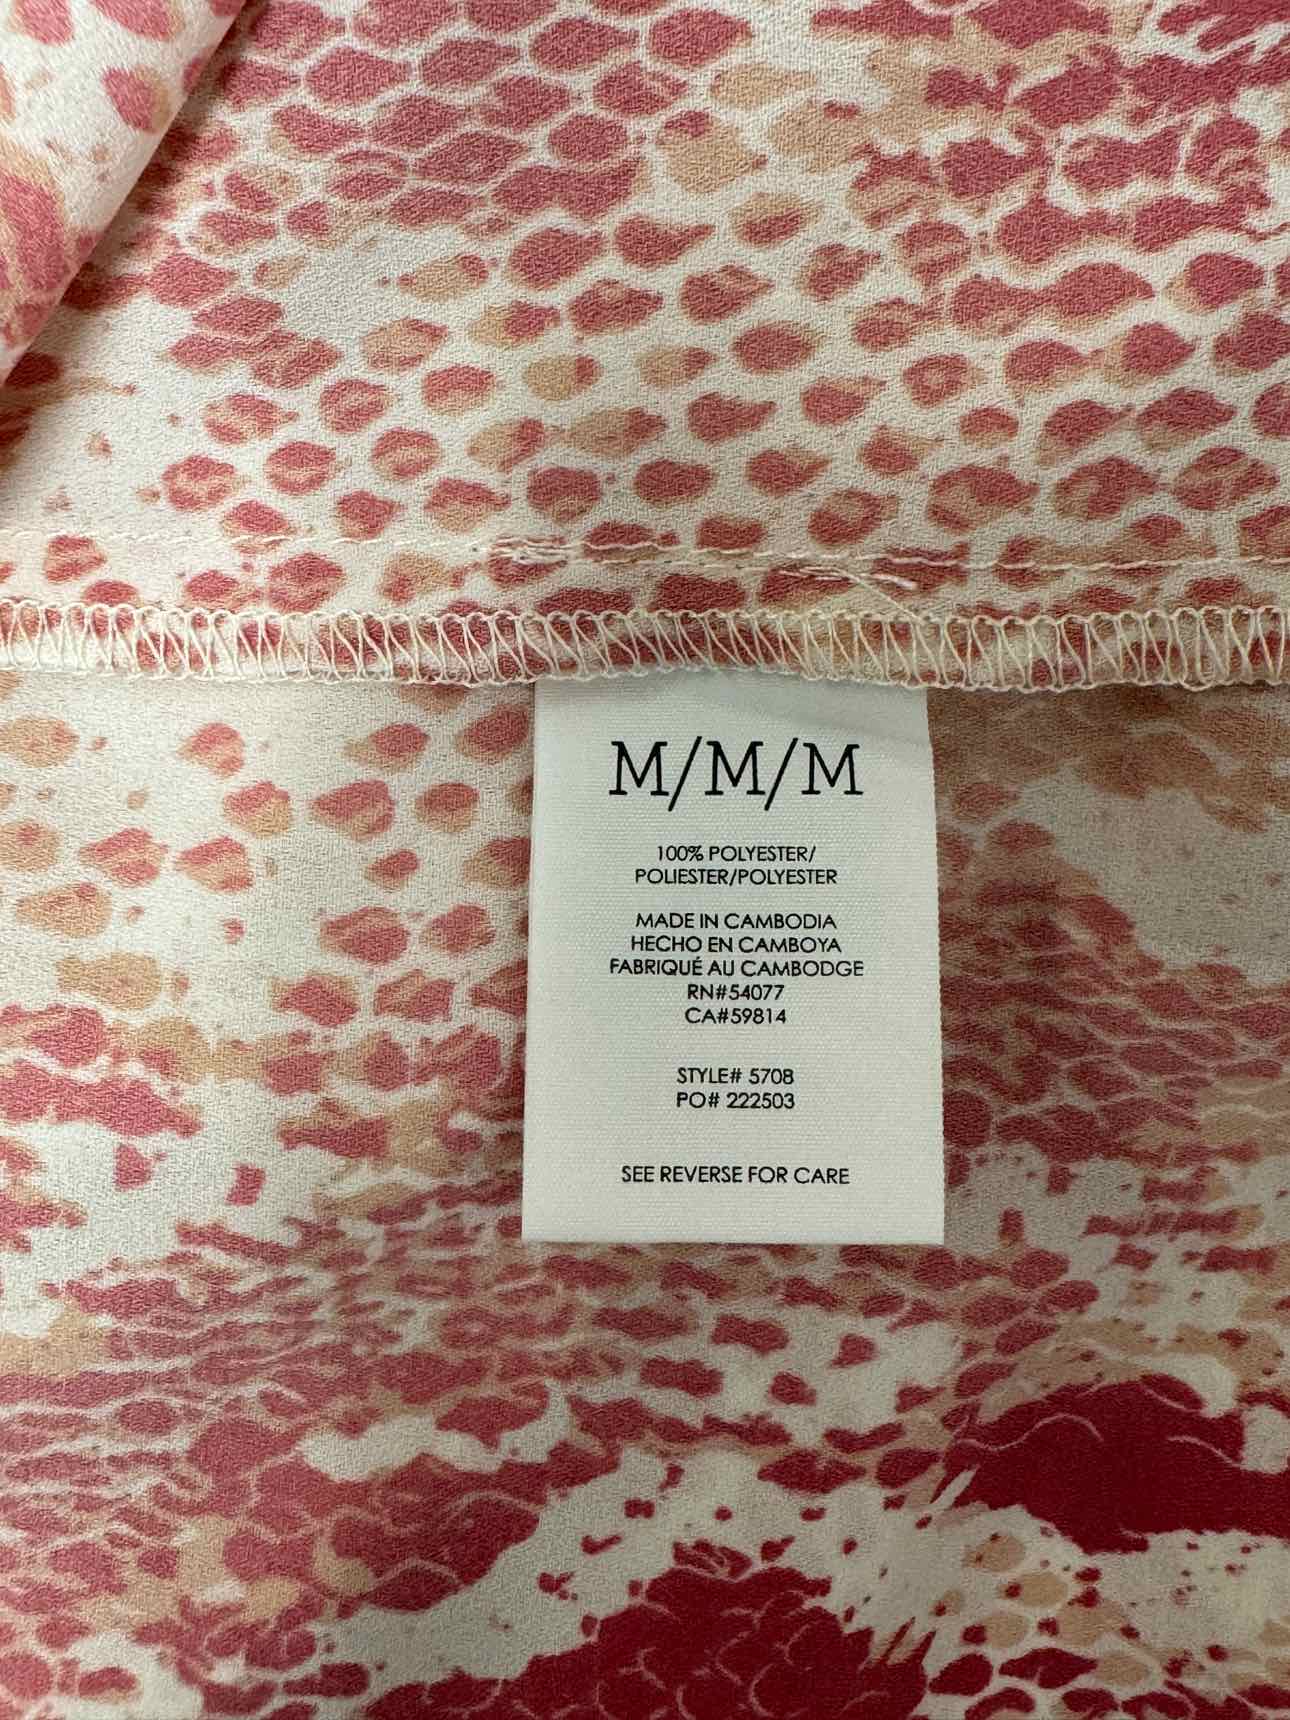 M/M/M
100% POLYESTER/
POLIESTER/POLYESTER
MADE IN CAMBODIA
HECHO EN CAMBOYA
FABRIQUÉ AU CAMBODGE
RN#54077
CA#59814
STYLE# 5708
PO# 222503
SEE REVERSE FOR CARE